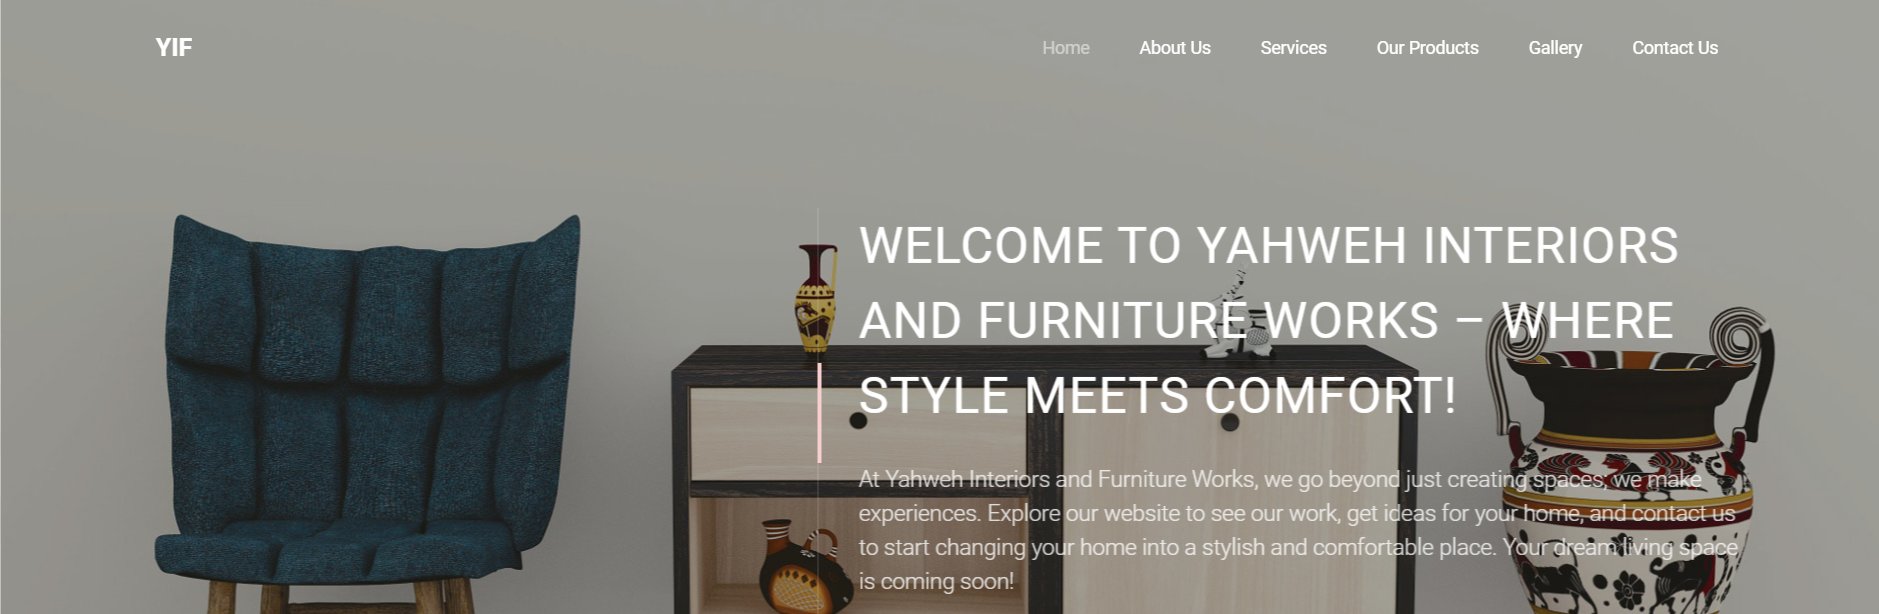 YIF
Home About Us Services Our Products Gallery Contact Us
WELCOME TO YAHWEH INTERIORS
AND FURNITURE WORKS – WHERE
STYLE MEETS COMFORT!
At Yahweh Interiors and Furniture Works, we go beyond just creating spaces; we make
experiences. Explore our website to see our work, get ideas for your home, and contact us
to start changing your home into a stylish and comfortable place. Your dream living space
is coming soon!